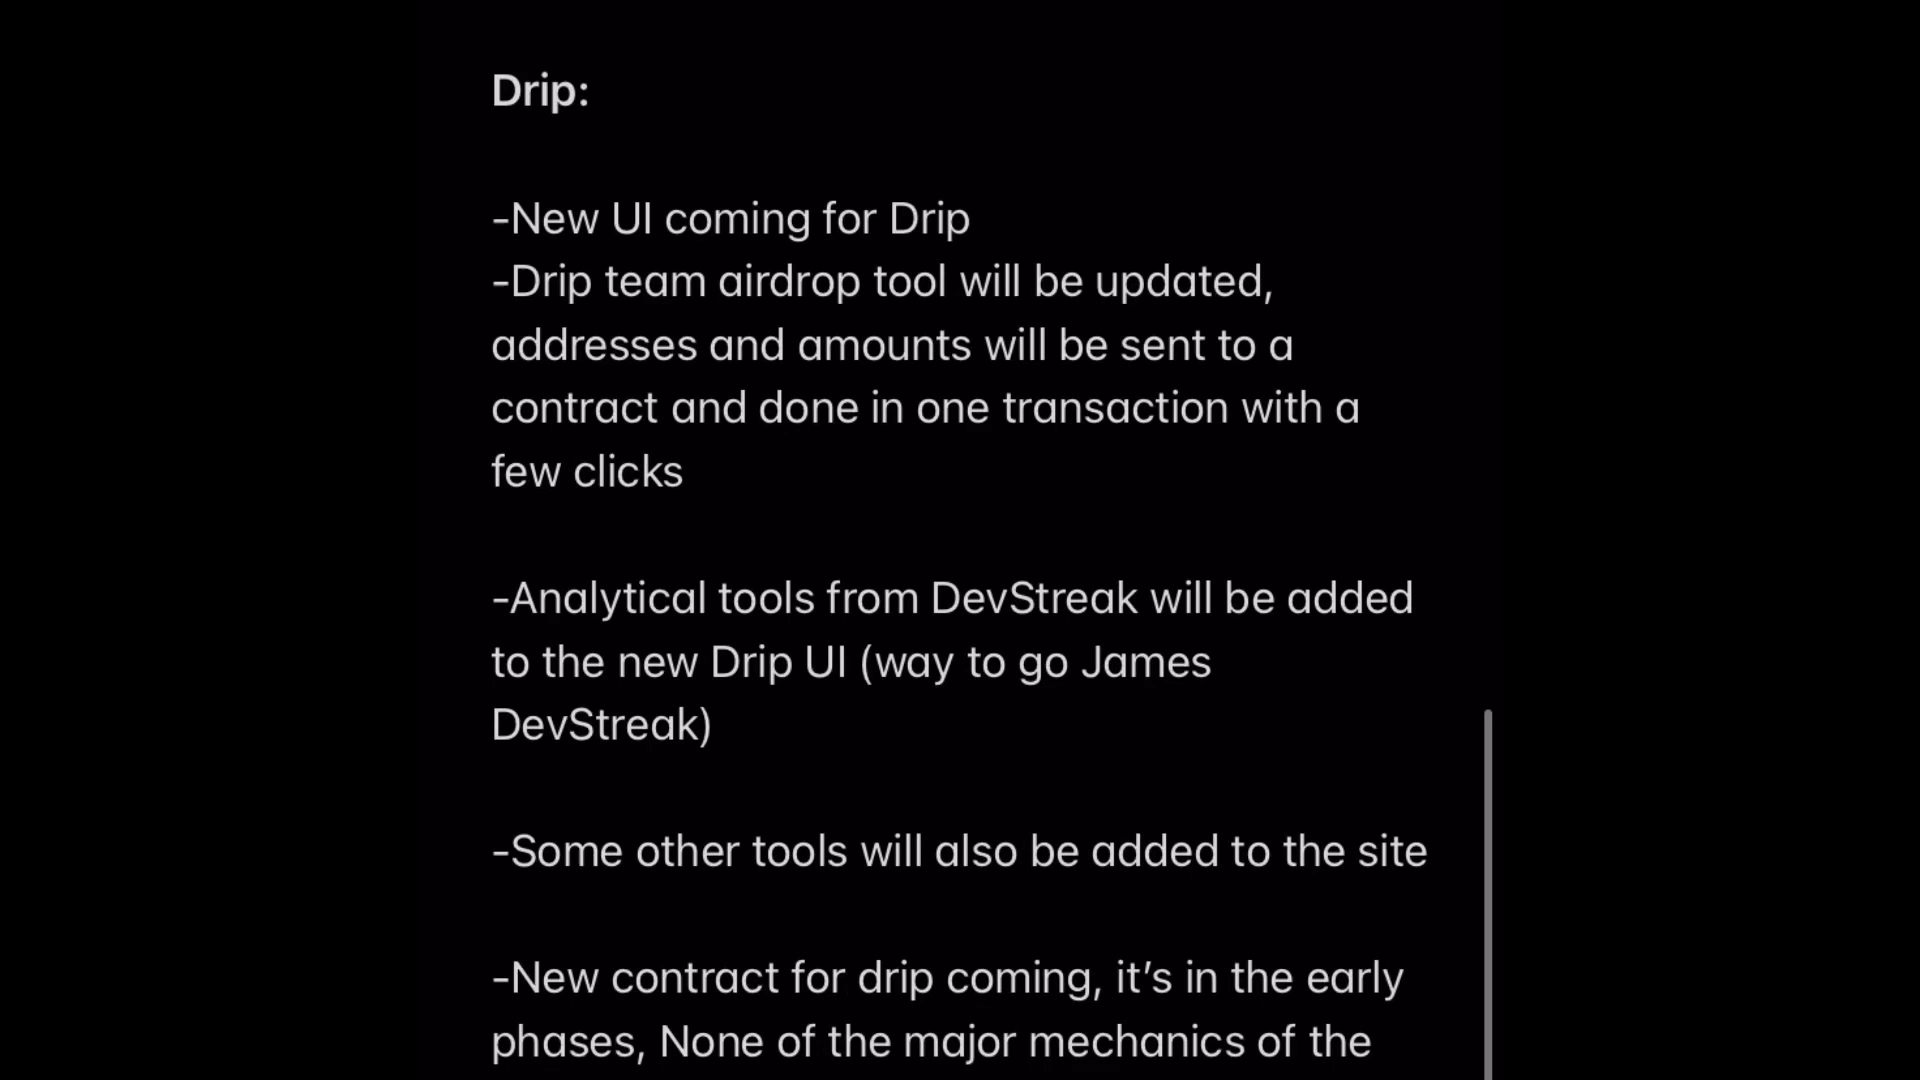 Drip:
-New UI coming for Drip
-Drip team airdrop tool will be updated,
addresses and amounts will be sent to a
contract and done in one transaction with a
few clicks
-Analytical tools from DevStreak will be added
to the new Drip UI (way to go James
DevStreak)
-Some other tools will also be added to the site
-New contract for drip coming, it’s in the early
phases, None of the major mechanics of the